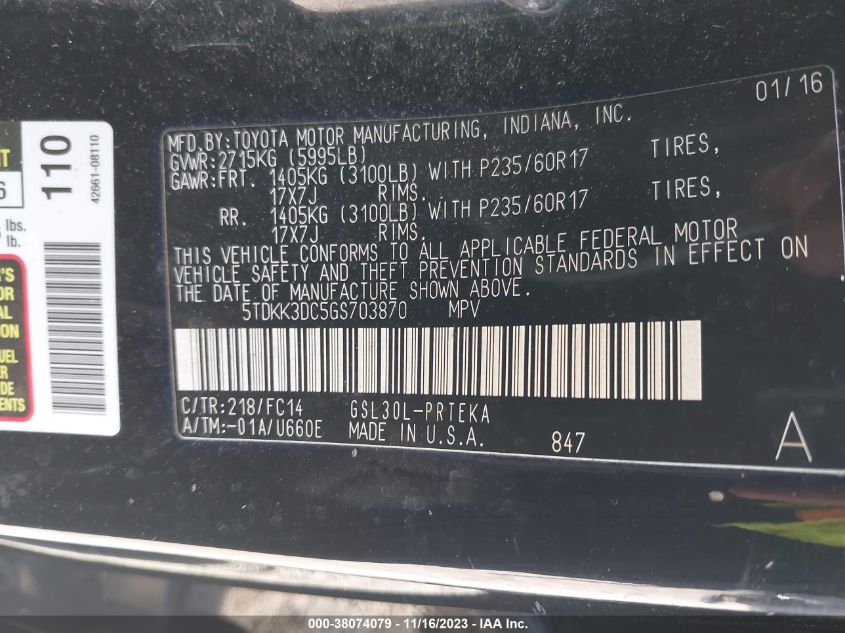 01/16
MFD.BY:TOYOTA MOTOR MANUFACTURING, INDIANA, INC.
GVWR:2715KG (5995LB)
GAWR:FRT. 1405KG (3100LB) WITH P235/60R17 TIRES,
17X7J RIMS.
RR. 1405KG (3100LB) WITH P235/60R17 TIRES,
17X7J RIMS.
THIS VEHICLE CONFORMS TO ALL APPLICABLE FEDERAL MOTOR
VEHICLE SAFETY AND THEFT PREVENTION STANDARDS IN EFFECT ON
THE DATE OF MANUFACTURE SHOWN ABOVE.
5TDKK3DC5GS703870 MPV
C/TR:218/FC14 GSL30L-PRTEKA
A/TM:-01A/U660E MADE IN U.S.A. 847
A
110
42661-08110
lbs.
lb.
000-38074079 - 11/16/2023 - IAA Inc.